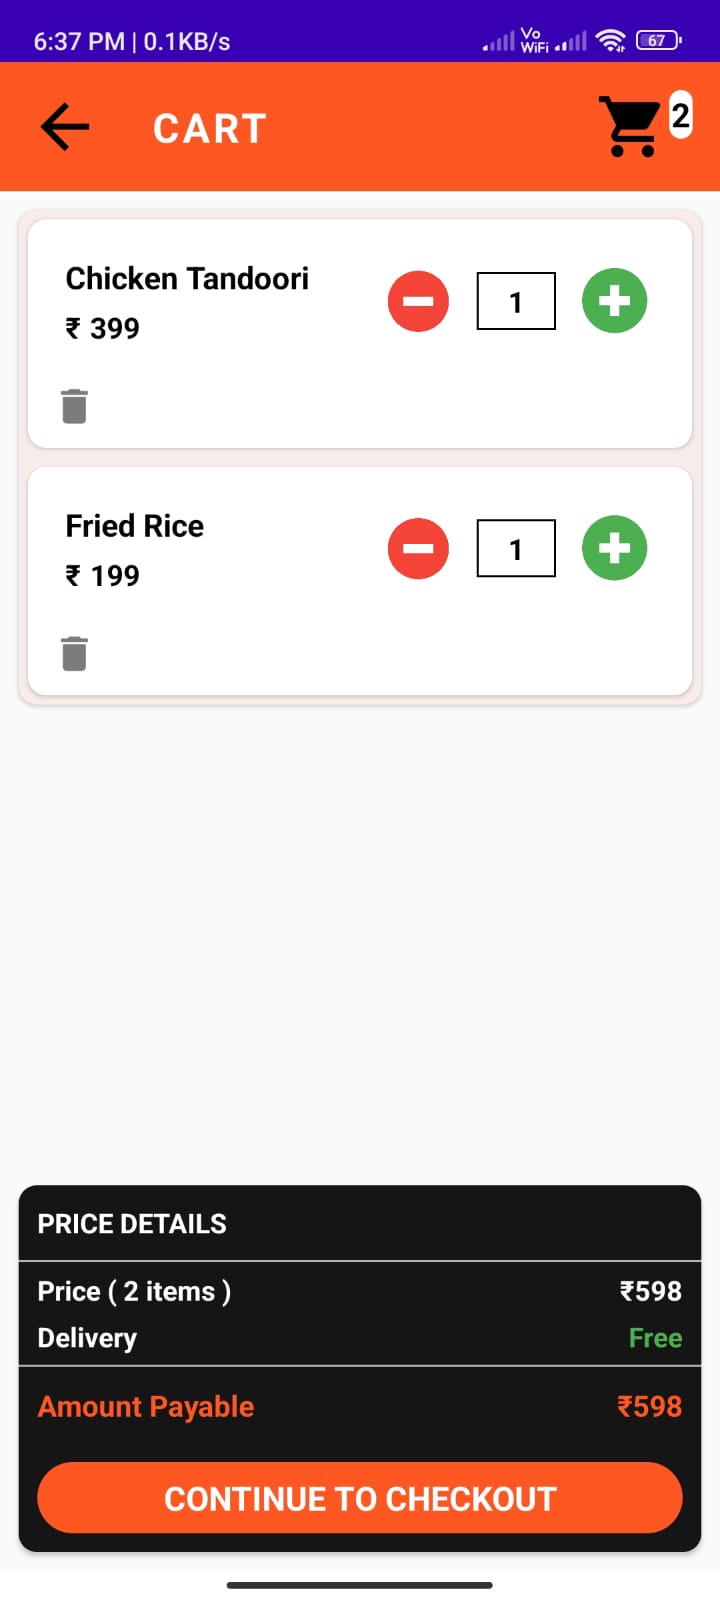 6:37 PM | 0.1KB/s Vo WiFi 67
CART 2
Chicken Tandoori
₹ 399
1
Fried Rice
₹ 199
1
PRICE DETAILS
Price ( 2 items ) ₹598
Delivery Free
Amount Payable ₹598
CONTINUE TO CHECKOUT